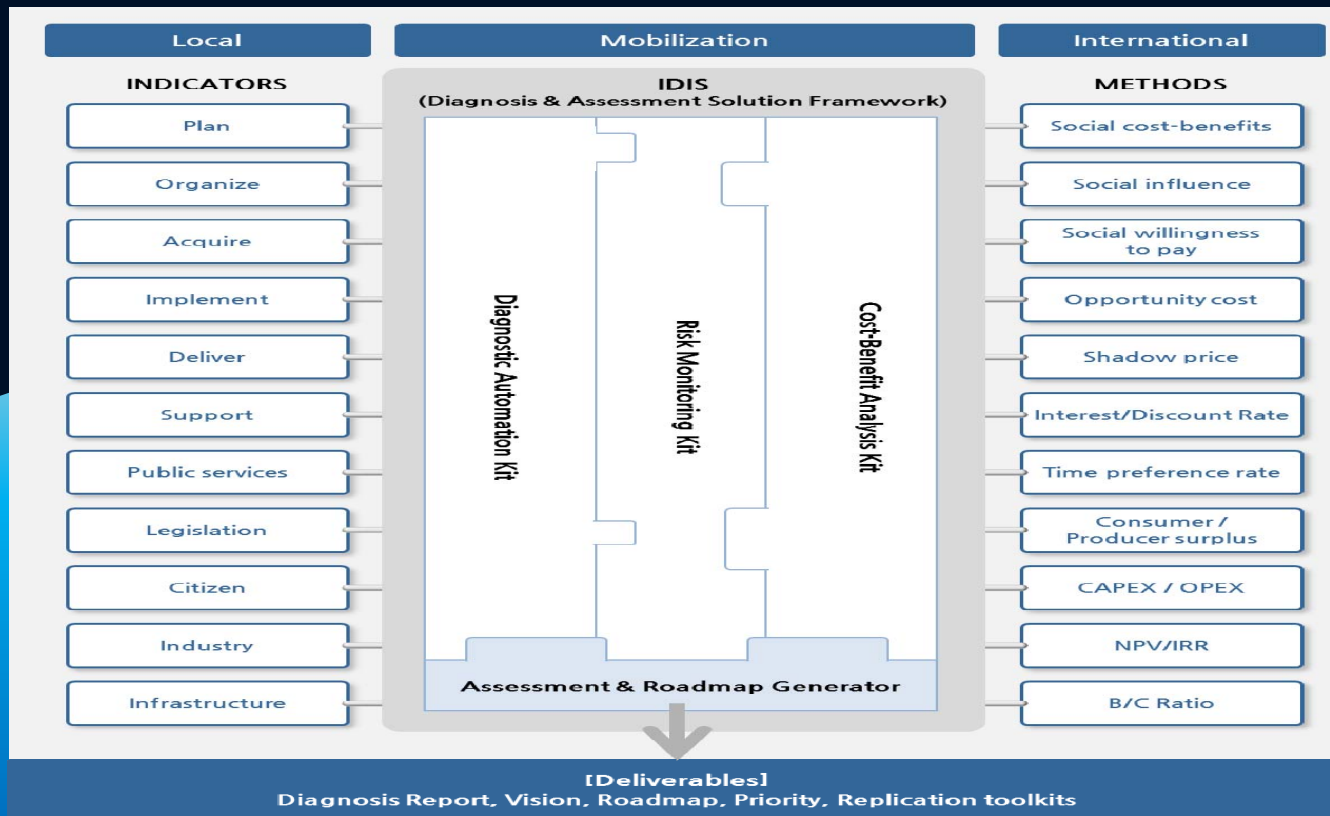 Local
Mobilization
International
INDICATORS
Plan
Organize
Acquire
Implement
Deliver
Support
Public services
Legislation
Citizen
Industry
Infrastructure
IDIS
(Diagnosis & Assessment Solution Framework)
Diagnostic Automation Kit
Risk Monitoring Kit
Cost-Benefit Analysis Kit
Assessment & Roadmap Generator
METHODS
Social cost-benefits
Social influence
Social willingness
to pay
Opportunity cost
Shadow price
Interest/Discount Rate
Time preference rate
Consumer /
Producer surplus
CAPEX / OPEX
NPV/IRR
B/C Ratio
[Deliverables]
Diagnosis Report, Vision, Roadmap, Priority, Replication toolkits